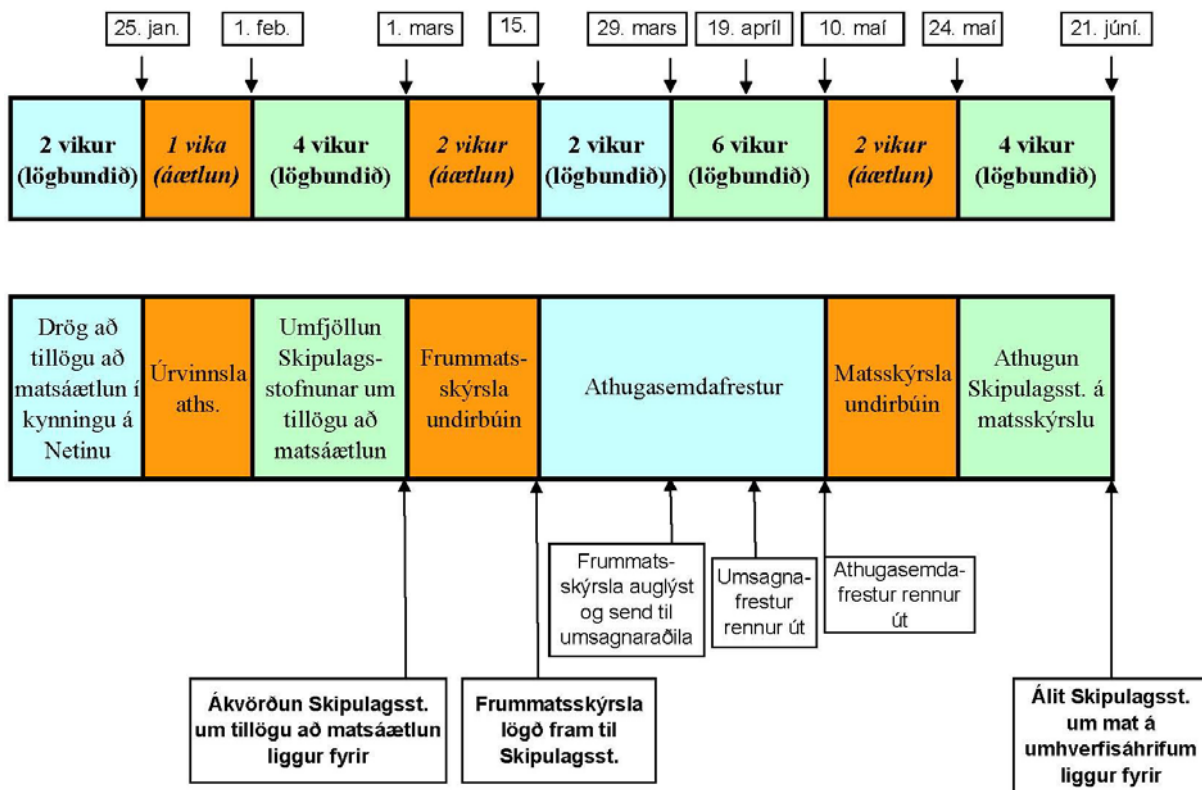 25. jan.
1. feb.
1. mars
15.
29. mars
19. apríl
10. maí
24. maí
21. júní.
2 vikur
(lögbundið)
1 vika
(áætlun)
4 vikur
(lögbundið)
2 vikur
(áætlun)
2 vikur
(lögbundið)
6 vikur
(lögbundið)
2 vikur
(áætlun)
4 vikur
(lögbundið)
Drög að
tillögu að
matsáætlun í
kynningu á
Netinu
Úrvinnsla
aths.
Umfjöllun
Skipulags-
stofnunar um
tillögu að
matsáætlun
Frummats-
skýrsla
undirbúin
Athugasemdafrestur
Matsskýrsla
undirbúin
Athugun
Skipulagsst. á
matsskýrslu
Frummats-
skýrsla auglýst
og send til
umsagnaraðila
Umsagna-
frestur
rennur út
Athugasemda-
frestur rennur
út
Ákvörðun Skipulagsst.
um tillögu að matsáætlun
liggur fyrir
Frummatsskýrsla
lögð fram til
Skipulagsst.
Álit Skipulagsst.
um mat á
umhverfisáhrifum
liggur fyrir